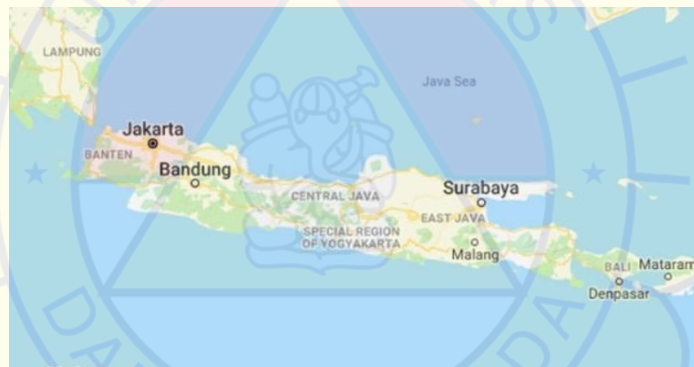 LAMPUNG
Java Sea
Jakarta
BANTEN
Bandung
CENTRAL JAVA
Surabaya
EAST JAVA
SPECIAL REGION
OF YOGYAKARTA
Malang
BALI
Mataram
Denpasar